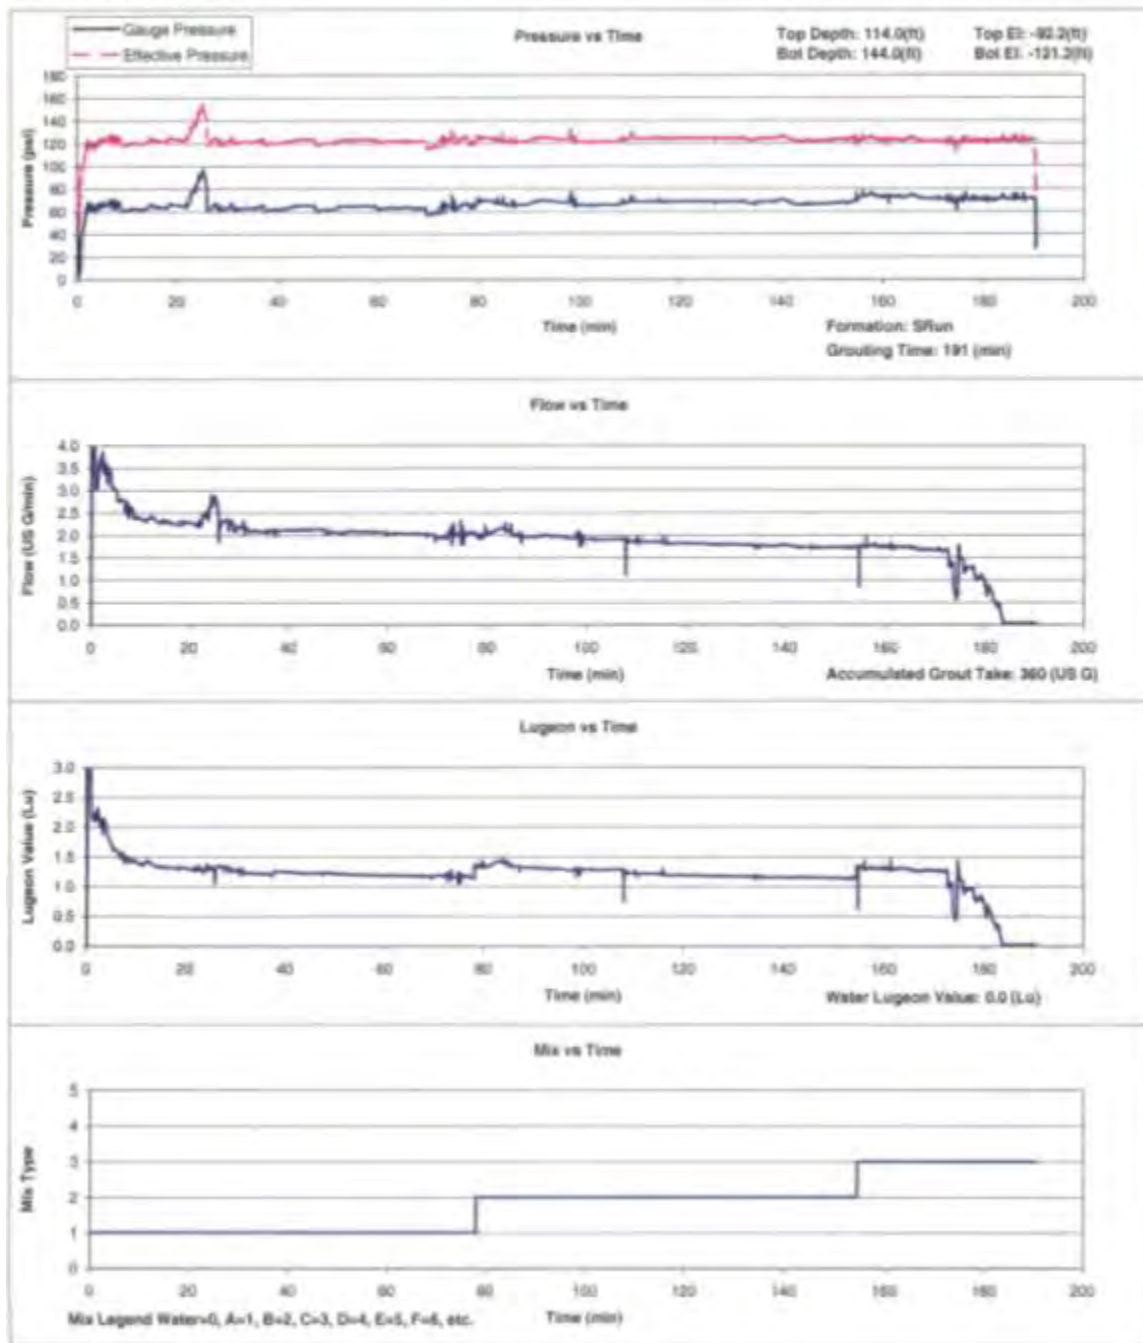 Gauge Pressure
Effective Pressure
Pressure vs Time
Top Depth: 114.0(ft)
Top El: -92.2(ft)
Bot Depth: 144.0(ft)
Bot El: -121.2(ft)
Pressure (psi)
180
160
140
120
100
80
60
40
20
0
0 20 40 60 80 100 120 140 160 180 200
Time (min)
Formation: SRun
Grouting Time: 191 (min)
Flow vs Time
Flow (US G/min)
4.0
3.5
3.0
2.5
2.0
1.5
1.0
0.5
0.0
0 20 40 60 80 100 120 140 160 180 200
Time (min)
Accumulated Grout Take: 360 (US G)
Lugeon vs Time
Lugeon Value (Lu)
3.0
2.5
2.0
1.5
1.0
0.5
0.0
0 20 40 60 80 100 120 140 160 180 200
Time (min)
Water Lugeon Value: 0.0 (Lu)
Mix vs Time
Mix Type
5
4
3
2
1
0
0 20 40 60 80 100 120 140 160 180 200
Mix Legend Water=0, A=1, B=2, C=3, D=4, E=5, F=6, etc.
Time (min)